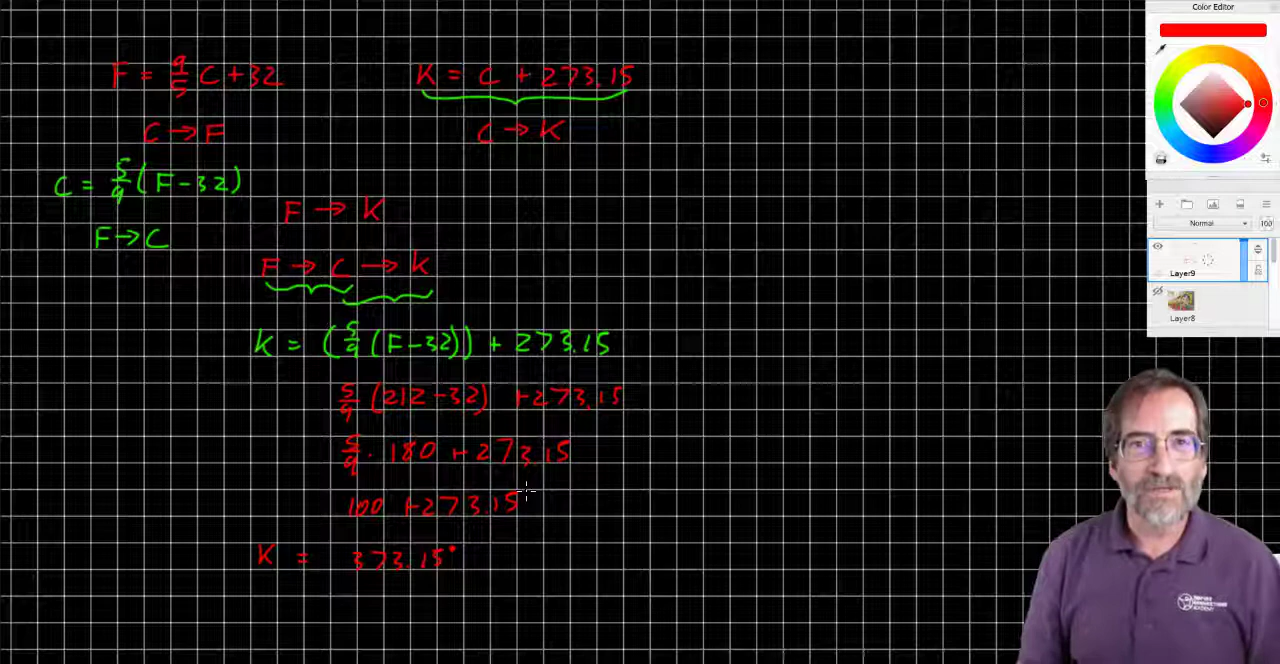 Color Editor
F = 9/5 C + 32
K = C + 273.15
C → F
C → K
C = 5/9 (F - 32)
F → C
F → K
F → C → K
K = (5/9 (F - 32)) + 273.15
5/9 (212 - 32) + 273.15
5/9 · 180 + 273.15
100 + 273.15
K = 373.15°
Normal
100
Layer9
Layer8